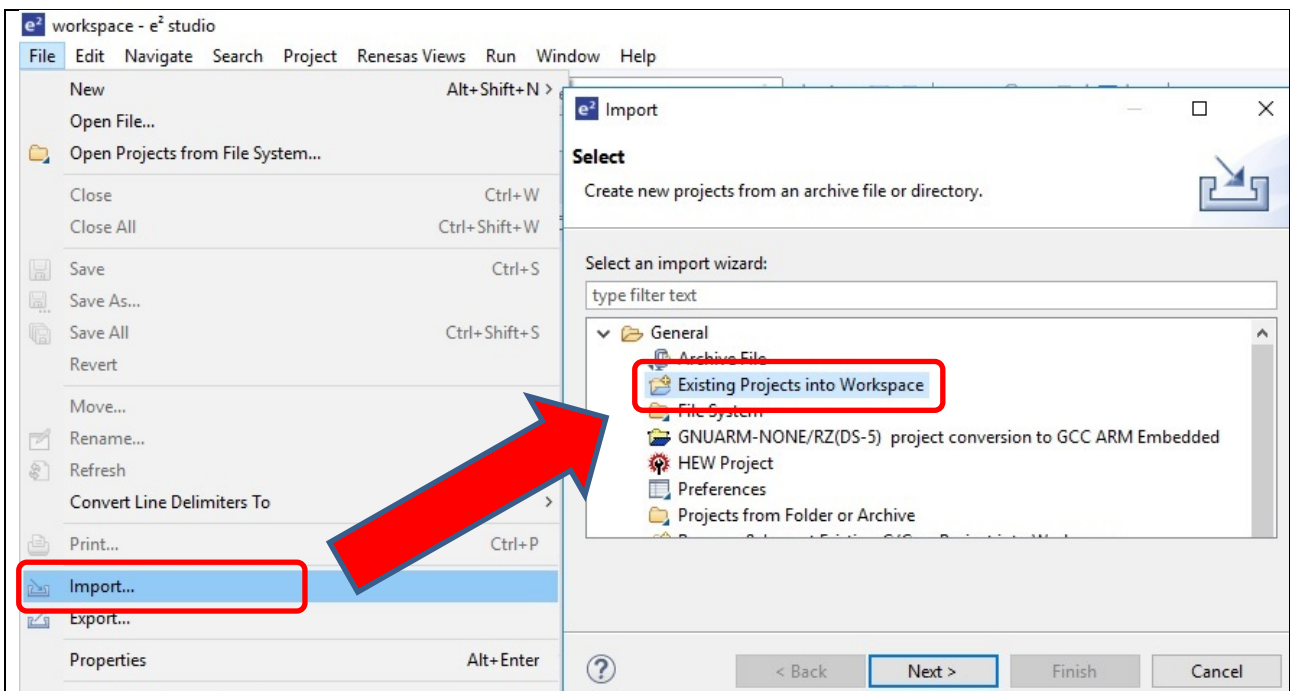 e² workspace - e² studio
File Edit Navigate Search Project Renesas Views Run Window Help
New Alt+Shift+N >
Open File...
Open Projects from File System...
Close Ctrl+W
Close All Ctrl+Shift+W
Save Ctrl+S
Save As...
Save All Ctrl+Shift+S
Revert
Move...
Rename...
Refresh
Convert Line Delimiters To >
Print... Ctrl+P
Import...
Export...
Properties Alt+Enter
e² Import
Select
Create new projects from an archive file or directory.
Select an import wizard:
type filter text
General
Archive File
Existing Projects into Workspace
File System
GNUARM-NONE/RZ(DS-5) project conversion to GCC ARM Embedded
HEW Project
Preferences
Projects from Folder or Archive
? < Back Next > Finish Cancel